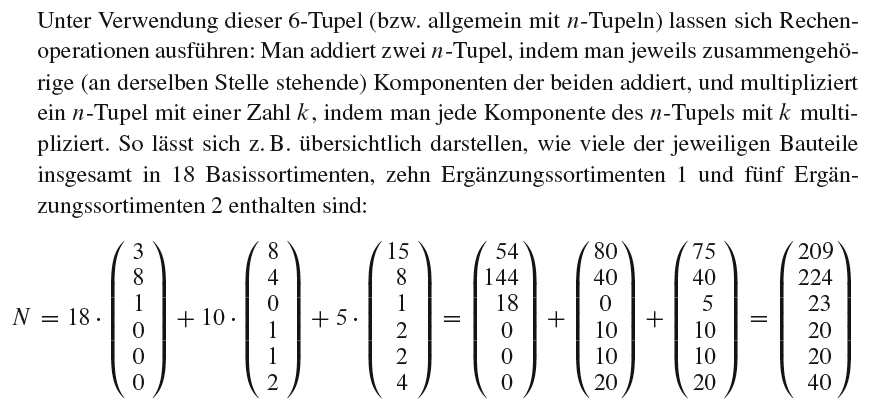 Unter Verwendung dieser 6-Tupel (bzw. allgemein mit n-Tupeln) lassen sich Rechen-
operationen ausführen: Man addiert zwei n-Tupel, indem man jeweils zusammengehö-
rige (an derselben Stelle stehende) Komponenten der beiden addiert, und multipliziert
ein n-Tupel mit einer Zahl k, indem man jede Komponente des n-Tupels mit k multi-
pliziert. So lässt sich z. B. übersichtlich darstellen, wie viele der jeweiligen Bauteile
insgesamt in 18 Basissortimenten, zehn Ergänzungssortimenten 1 und fünf Ergän-
zungssortimenten 2 enthalten sind:
N = 18 · (3 8 1 0 0 0) + 10 · (8 4 0 1 1 2) + 5 · (15 8 1 2 2 4) = (54 144 18 0 0 0) + (80 40 0 10 10 20) + (75 40 5 10 10 20) = (209 224 23 20 20 40)